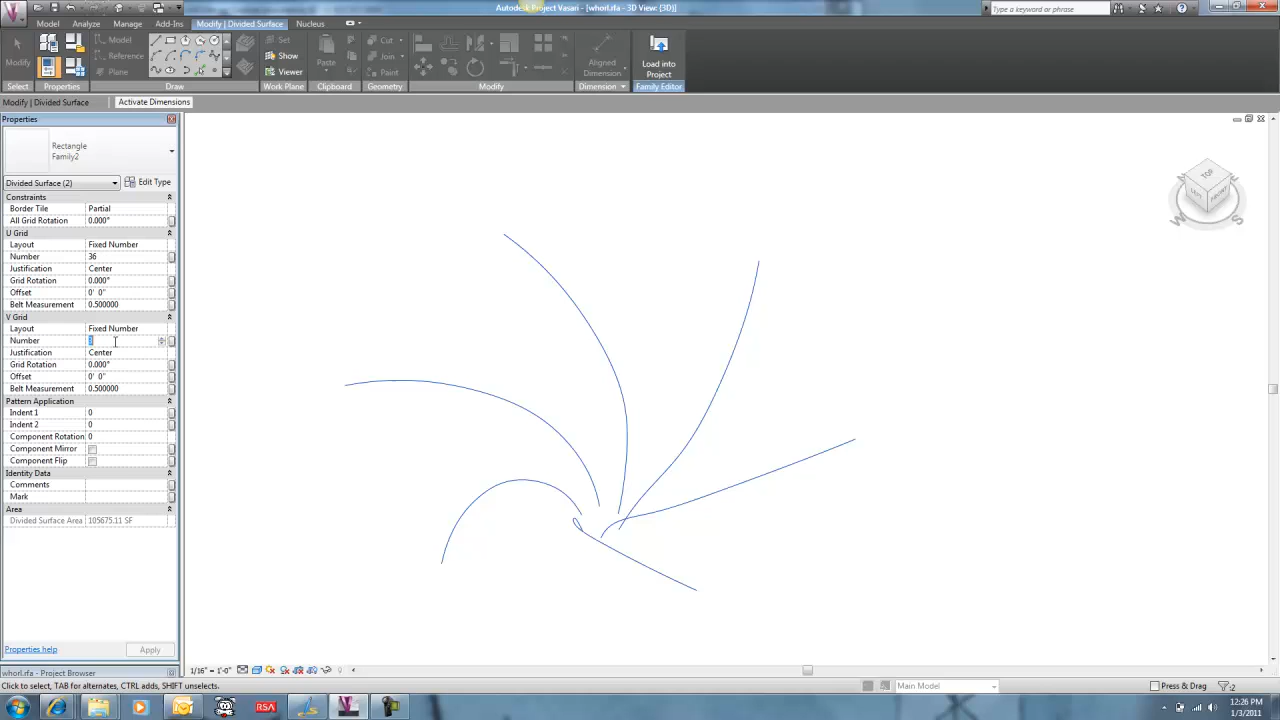 Autodesk Project Vasari - [whorl.rfa - 3D View: {3D}]
Type a keyword or phrase
Model Analyze Manage Add-Ins Modify | Divided Surface Nucleus
Modify
Model
Reference
Plane
Set
Show
Viewer
Paste
Cut
Join
Paint
Aligned
Dimension
Load into
Project
Select Properties Draw Work Plane Clipboard Geometry Modify Dimension Family Editor
Modify | Divided Surface Activate Dimensions
Properties
Rectangle
Family2
Divided Surface (2) Edit Type
Constraints
Border Tile Partial
All Grid Rotation 0.000°
U Grid
Layout Fixed Number
Number 36
Justification Center
Grid Rotation 0.000°
Offset 0' 0"
Belt Measurement 0.500000
V Grid
Layout Fixed Number
Number
Justification Center
Grid Rotation 0.000°
Offset 0' 0"
Belt Measurement 0.500000
Pattern Application
Indent 1 0
Indent 2 0
Component Rotation 0
Component Mirror
Component Flip
Identity Data
Comments
Mark
Area
Divided Surface Area 105675.11 SF
Properties help Apply
whorl.rfa - Project Browser
TOP
LEFT
FRONT
W
S
1/16" = 1'-0"
Click to select, TAB for alternates, CTRL adds, SHIFT unselects.
Main Model
Press & Drag
:2
RSA
12:26 PM
1/3/2011